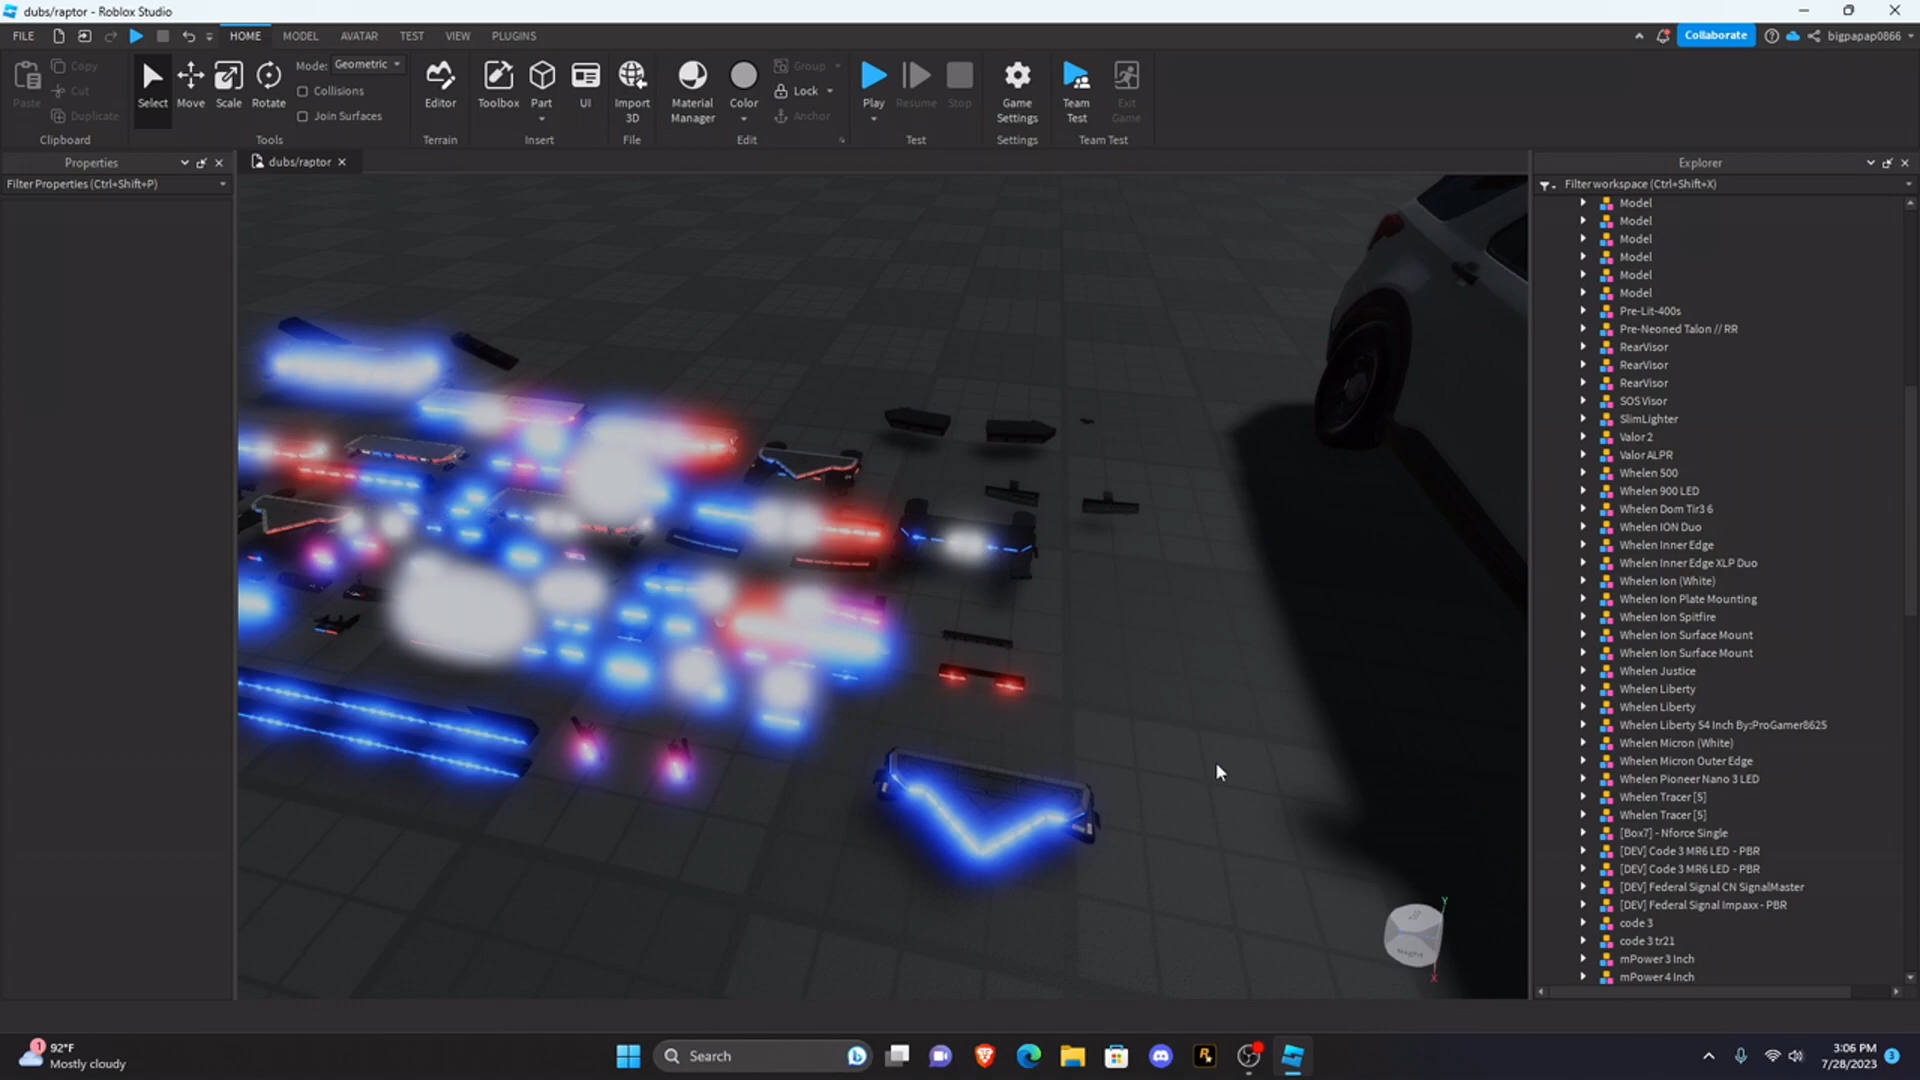 dubs/raptor - Roblox Studio
FILE
HOME
MODEL
AVATAR
TEST
VIEW
PLUGINS
Collaborate
bigpapap0866
Paste
Copy
Cut
Duplicate
Clipboard
Select
Move
Scale
Rotate
Mode: Geometric
Collisions
Join Surfaces
Tools
Editor
Terrain
Toolbox
Part
UI
Insert
Import 3D
File
Material Manager
Color
Group
Lock
Anchor
Edit
Play
Resume
Stop
Test
Game Settings
Settings
Team Test
Exit Game
Team Test
Properties
Filter Properties (Ctrl+Shift+P)
dubs/raptor
Explorer
Filter workspace (Ctrl+Shift+X)
Model
Model
Model
Model
Model
Model
Pre-Lit-400s
Pre-Neoned Talon // RR
RearVisor
RearVisor
RearVisor
SOS Visor
SlimLighter
Valor 2
Valor ALPR
Whelen 500
Whelen 900 LED
Whelen Dom Tir3 6
Whelen ION Duo
Whelen Inner Edge
Whelen Inner Edge XLP Duo
Whelen Ion (White)
Whelen Ion Plate Mounting
Whelen Ion Spitfire
Whelen Ion Surface Mount
Whelen Ion Surface Mount
Whelen Justice
Whelen Liberty
Whelen Liberty
Whelen Liberty 54 Inch By:ProGamer8625
Whelen Micron (White)
Whelen Micron Outer Edge
Whelen Pioneer Nano 3 LED
Whelen Tracer [5]
Whelen Tracer [5]
[Box7] - Nforce Single
[DEV] Code 3 MR6 LED - PBR
[DEV] Code 3 MR6 LED - PBR
[DEV] Federal Signal CN SignalMaster
[DEV] Federal Signal Impaxx - PBR
code 3
code 3 tr21
mPower 3 Inch
mPower 4 Inch
Y
X
1
92°F
Mostly cloudy
Search
3:06 PM
7/28/2023
3